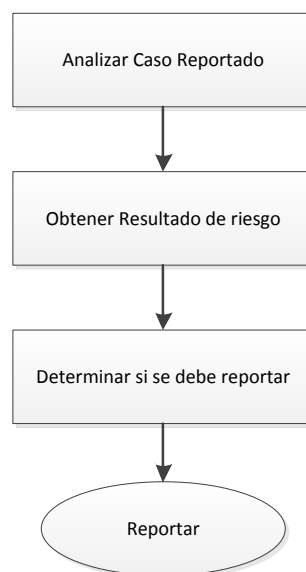 Analizar Caso Reportado
Obtener Resultado de riesgo
Determinar si se debe reportar
Reportar